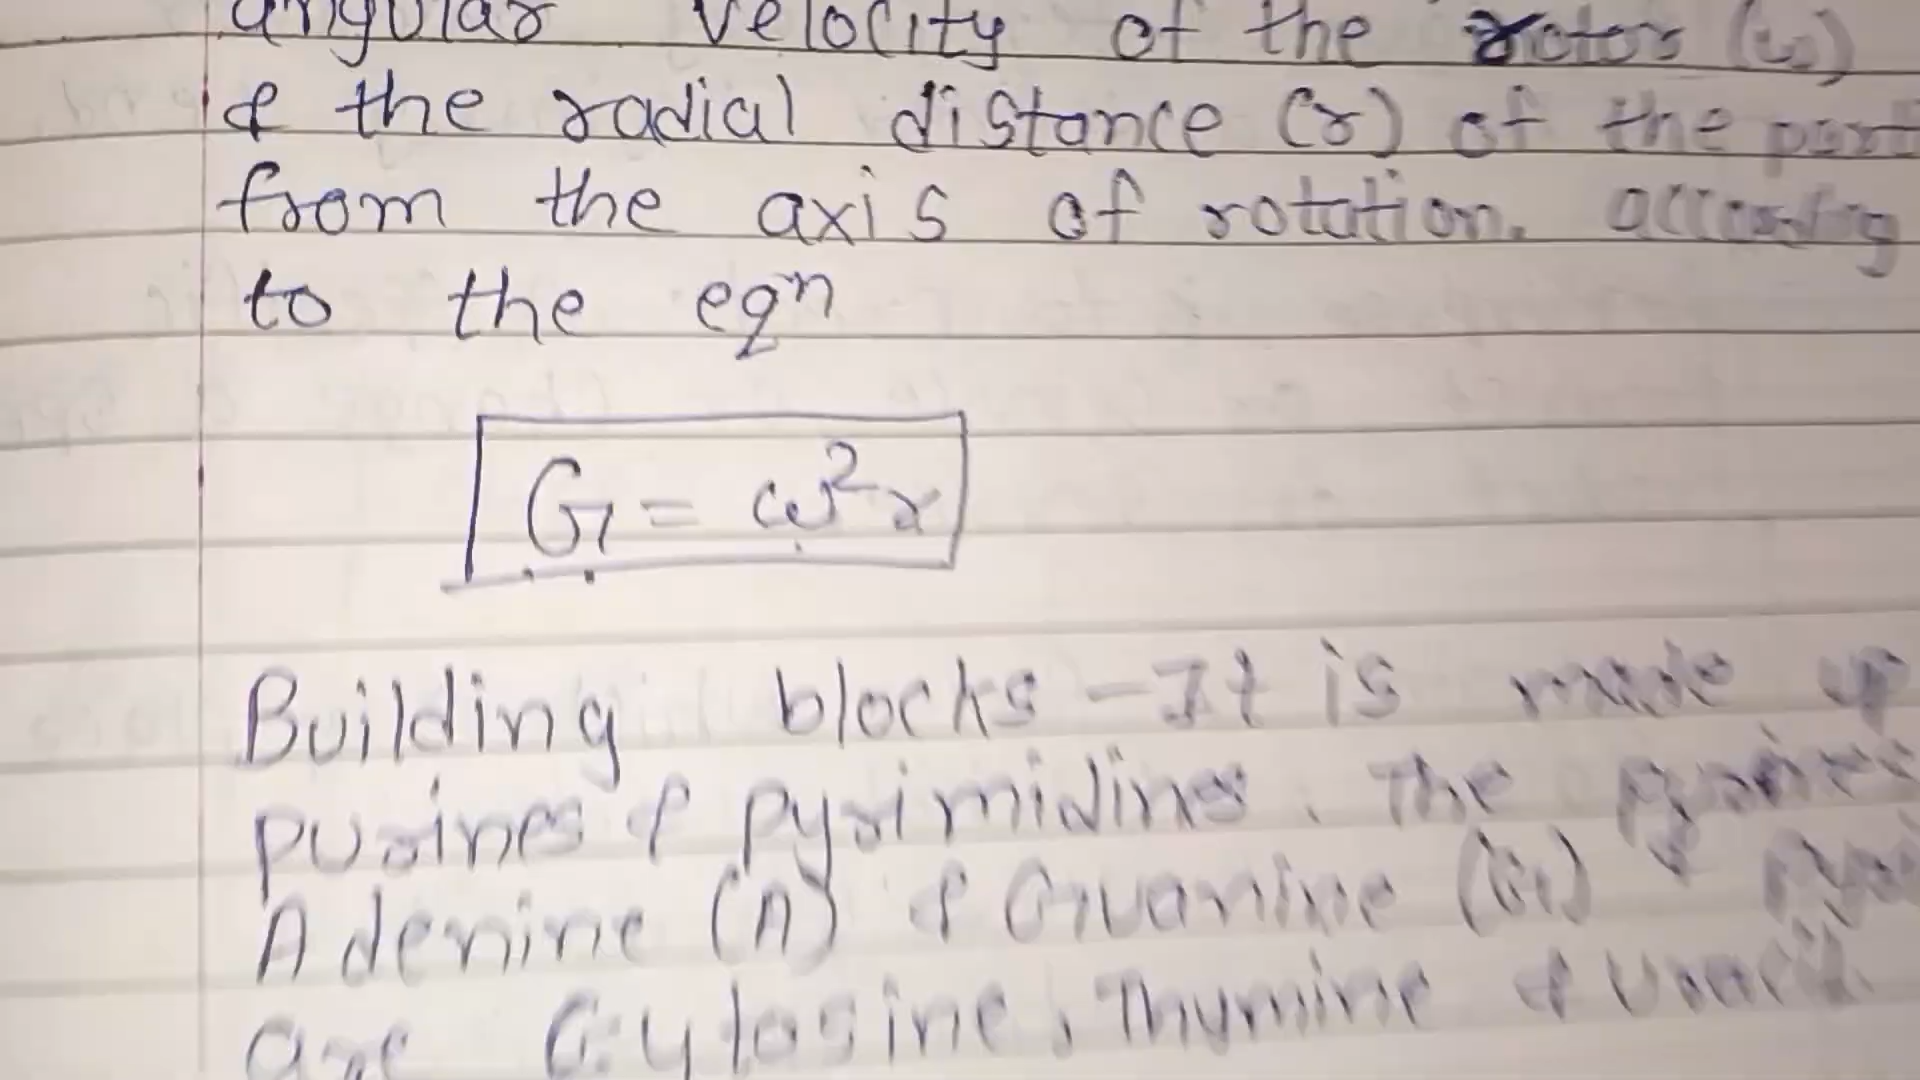 angular velocity of the rotor (ω)
& the radial distance (r) of the
from the axis of rotation. according
to the eqn
G = ω²r
Building blocks - It is made up
purines & pyrimidines. The purines
Adenine (A) & Guanine (G) &
are Cytosine, Thymine & Uracil